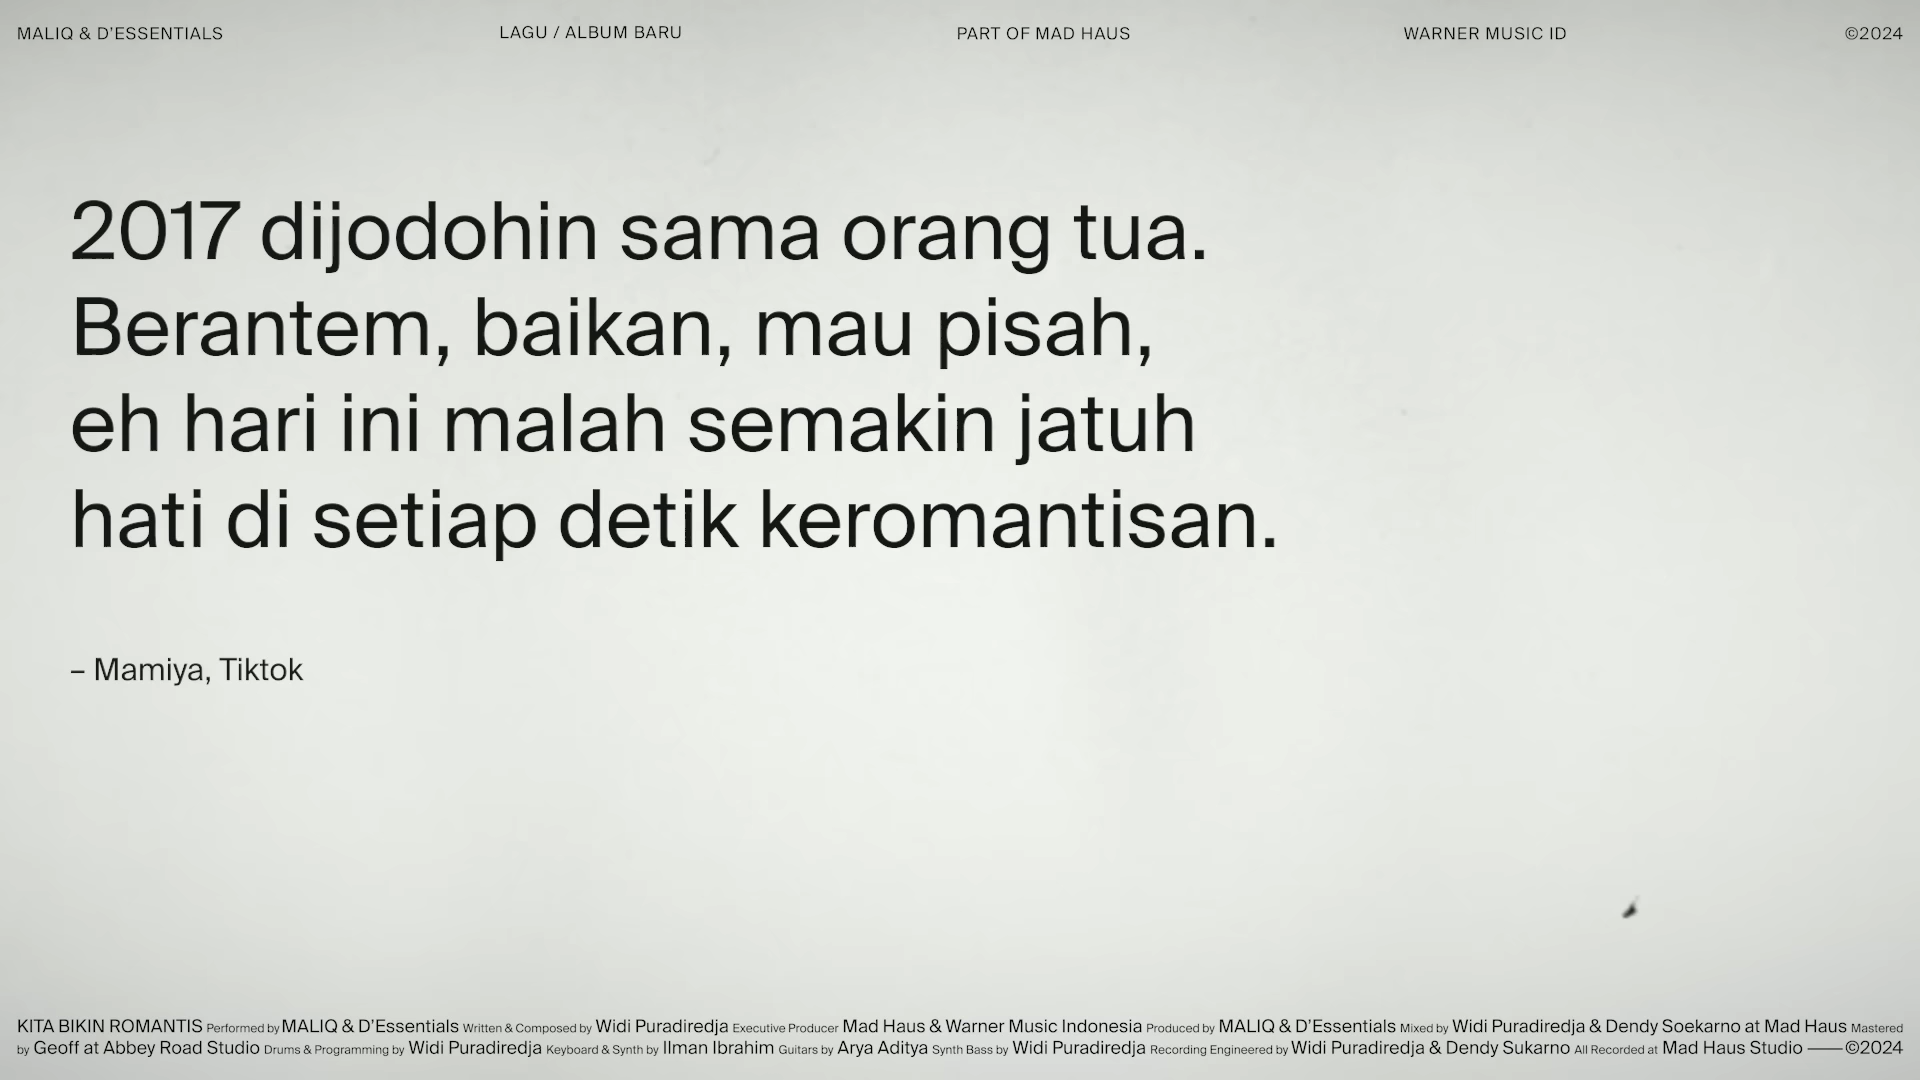 MALIQ & D'ESSENTIALS LAGU / ALBUM BARU PART OF MAD HAUS WARNER MUSIC ID ©2024
2017 dijodohin sama orang tua.
Berantem, baikan, mau pisah,
eh hari ini malah semakin jatuh
hati di setiap detik keromantisan.
– Mamiya, Tiktok
KITA BIKIN ROMANTIS Performed by MALIQ & D'Essentials Written & Composed by Widi Puradiredja Executive Producer Mad Haus & Warner Music Indonesia Produced by MALIQ & D'Essentials Mixed by Widi Puradiredja & Dendy Soekarno at Mad Haus Mastered
by Geoff at Abbey Road Studio Drums & Programming by Widi Puradiredja Keyboard & Synth by Ilman Ibrahim Guitars by Arya Aditya Synth Bass by Widi Puradiredja Recording Engineered by Widi Puradiredja & Dendy Sukarno All Recorded at Mad Haus Studio ——©2024